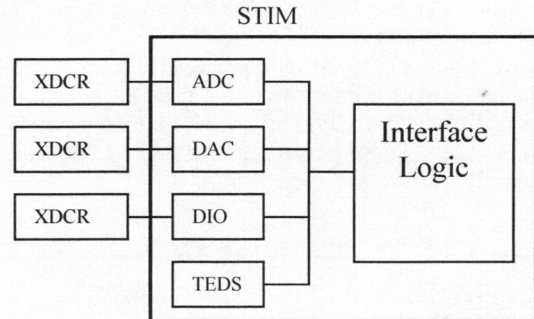 STIM
XDCR
ADC
XDCR
DAC
XDCR
DIO
TEDS
Interface
Logic